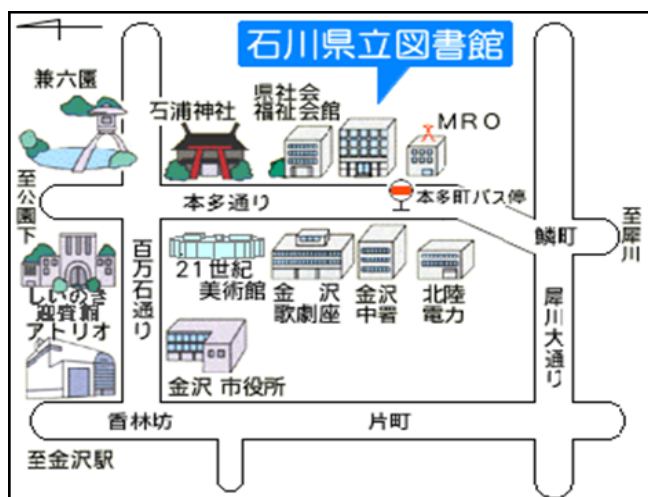 石川県立図書館
兼六園
石浦神社
県社会
福祉会館
MRO
至公園下
本多通り
本多町バス停
鱗町
至犀川
百万石通り
21世紀
美術館
金沢
歌劇座
金沢
中署
北陸
電力
しいのき
迎賓館
アトリオ
犀川大通り
金沢市役所
香林坊
片町
至金沢駅